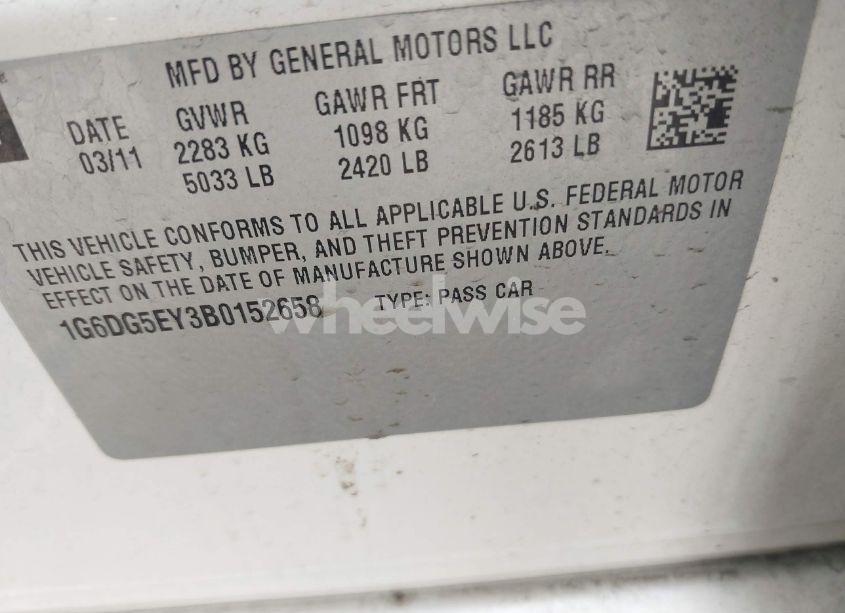 MFD BY GENERAL MOTORS LLC
DATE GVWR GAWR FRT GAWR RR
03/11 2283 KG 1098 KG 1185 KG
5033 LB 2420 LB 2613 LB
THIS VEHICLE CONFORMS TO ALL APPLICABLE U.S. FEDERAL MOTOR
VEHICLE SAFETY, BUMPER, AND THEFT PREVENTION STANDARDS IN
EFFECT ON THE DATE OF MANUFACTURE SHOWN ABOVE.
1G6DG5EY3B0152658 TYPE: PASS CAR
wheelwise